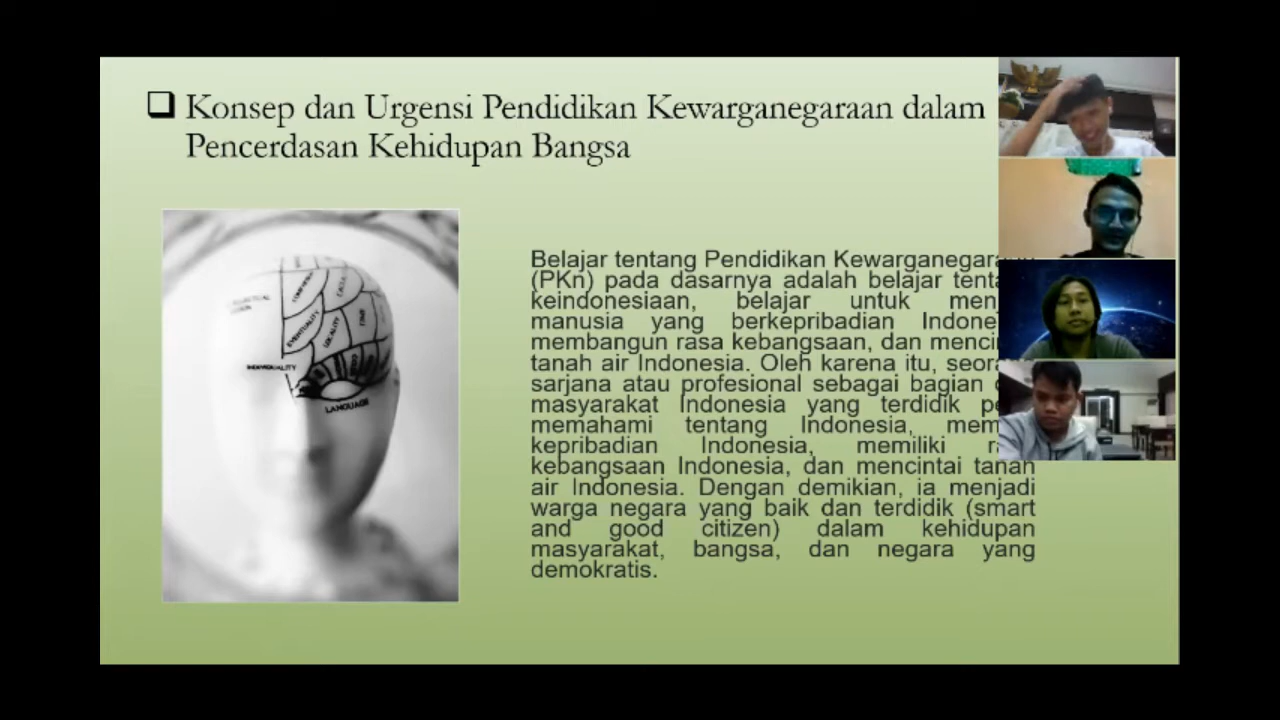 Konsep dan Urgensi Pendidikan Kewarganegaraan dalam
Pencerdasan Kehidupan Bangsa
Belajar tentang Pendidikan
(PKn) pada dasarnya adalah belajar
keindonesiaan, belajar untuk
manusia yang berkepribadian
membangun rasa kebangsaan, dan
tanah air Indonesia. Oleh karena itu,
sarjana atau profesional sebagai bagian
masyarakat Indonesia yang terdidik
memahami tentang Indonesia,
kepribadian Indonesia, memiliki
kebangsaan Indonesia, dan mencintai tanah
air Indonesia. Dengan demikian, ia menjadi
warga negara yang baik dan terdidik (smart
and good citizen) dalam kehidupan
masyarakat, bangsa, dan negara yang
demokratis.
EVENTUALITY
LOCALITY
TIME
INDIVIDUALITY
LANGUAGE